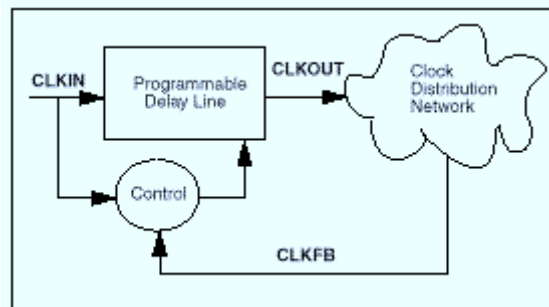 CLKIN
Programmable
Delay Line
CLKOUT
Clock
Distribution
Network
Control
CLKFB